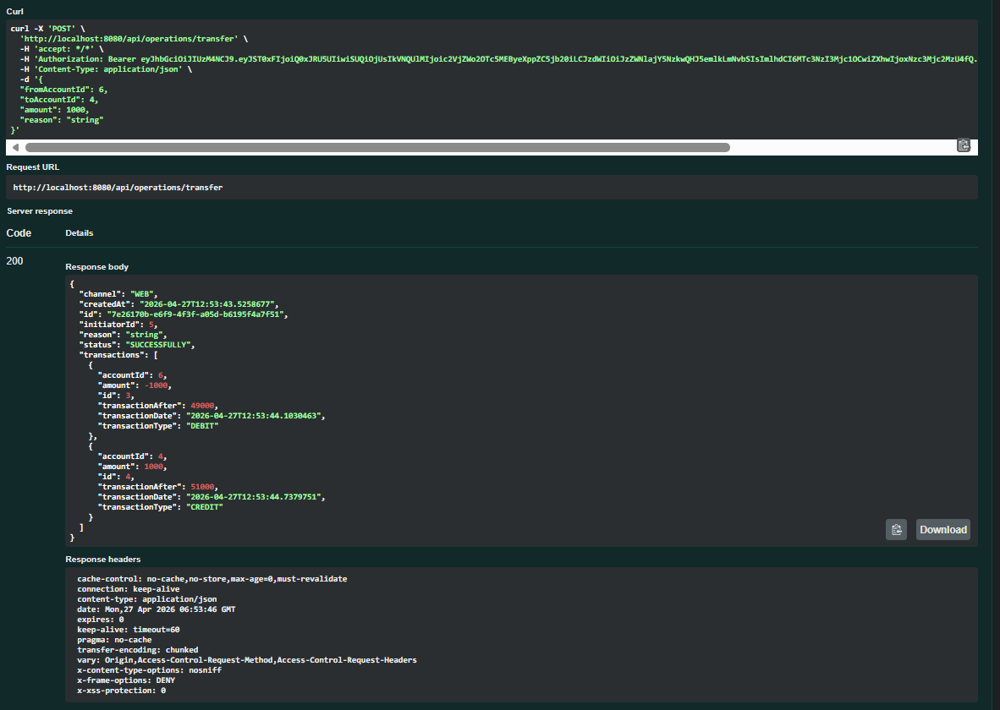 Curl
curl -X 'POST' \
'http://localhost:8080/api/operations/transfer' \
-H 'accept: */*' \
-H 'Authorization: Bearer
-H 'Content-Type: application/json' \
-d '{
"fromAccountId": 6,
"toAccountId": 4,
"amount": 1000,
"reason": "string"
}'
Request URL
http://localhost:8080/api/operations/transfer
Server response
Code Details
200
Response body
{
"channel": "WEB",
"createdAt": "2026-04-27T12:53:43.5258677",
"id": "7e26170b-e6f9-4f3f-a05d-b6195f4a7f51",
"initiatorId": 5,
"reason": "string",
"status": "SUCCESSFULLY",
"transactions": [
{
"accountId": 6,
"amount": -1000,
"id": 3,
"transactionAfter": 49000,
"transactionDate": "2026-04-27T12:53:44.1030463",
"transactionType": "DEBIT"
},
{
"accountId": 4,
"amount": 1000,
"id": 4,
"transactionAfter": 51000,
"transactionDate": "2026-04-27T12:53:44.7379751",
"transactionType": "CREDIT"
}
]
}
Download
Response headers
cache-control: no-cache,no-store,max-age=0,must-revalidate
connection: keep-alive
content-type: application/json
date: Mon,27 Apr 2026 06:53:46 GMT
expires: 0
keep-alive: timeout=60
pragma: no-cache
transfer-encoding: chunked
vary: Origin,Access-Control-Request-Method,Access-Control-Request-Headers
x-content-type-options: nosniff
x-frame-options: DENY
x-xss-protection: 0